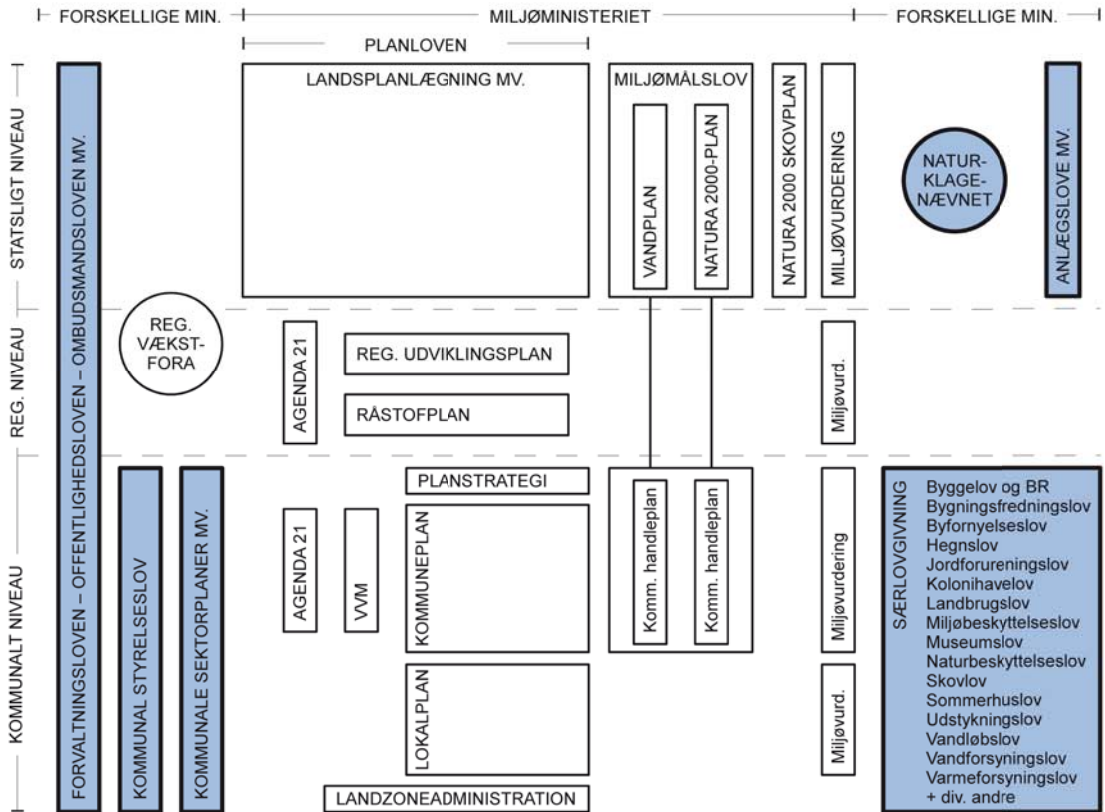 FORSKELLIGE MIN.
MILJØMINISTERIET
FORSKELLIGE MIN.
PLANLOVEN
STATSLIGT NIVEAU
REG. NIVEAU
KOMMUNALT NIVEAU
FORVALTNINGSLOVEN – OFFENTLIGHEDSLOVEN – OMBUDSMANDSLOVEN MV.
LANDSPLANLÆGNING MV.
MILJØMÅLSLOV
VANDPLAN
NATURA 2000-PLAN
NATURA 2000 SKOVPLAN
MILJØVURDERING
NATUR-
KLAGE-
NÆVNET
ANLÆGSLOVE MV.
REG.
VÆKST-
FORA
AGENDA 21
REG. UDVIKLINGSPLAN
RÅSTOFPLAN
Miljøvurd.
KOMMUNAL STYRELSESLOV
KOMMUNALE SEKTORPLANER MV.
AGENDA 21
VVM
PLANSTRATEGI
KOMMUNEPLAN
LOKALPLAN
LANDZONEADMINISTRATION
Komm. handleplan
Komm. handleplan
Miljøvurdering
Miljøvurd.
SÆRLOVGIVNING
Byggelov og BR
Bygningsfredningslov
Byfornyelseslov
Hegnslov
Jordforureningslov
Kolonihavelov
Landbrugslov
Miljøbeskyttelseslov
Museumslov
Naturbeskyttelseslov
Skovlov
Sommerhuslov
Udstykningslov
Vandløbslov
Vandforsyningslov
Varmeforsyningslov
+ div. andre